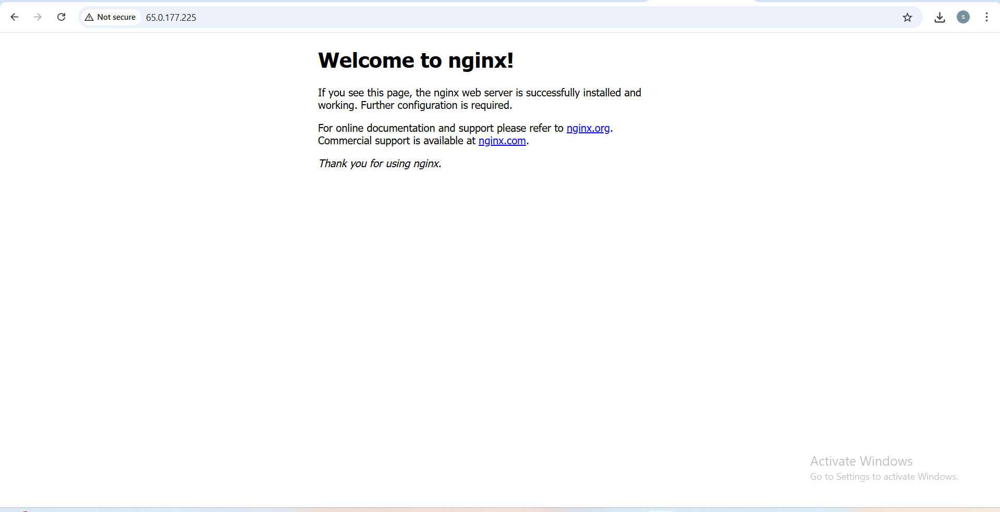 Not secure 65.0.177.225 S
Welcome to nginx!
If you see this page, the nginx web server is successfully installed and
working. Further configuration is required.
For online documentation and support please refer to nginx.org.
Commercial support is available at nginx.com.
Thank you for using nginx.
Activate Windows
Go to Settings to activate Windows.